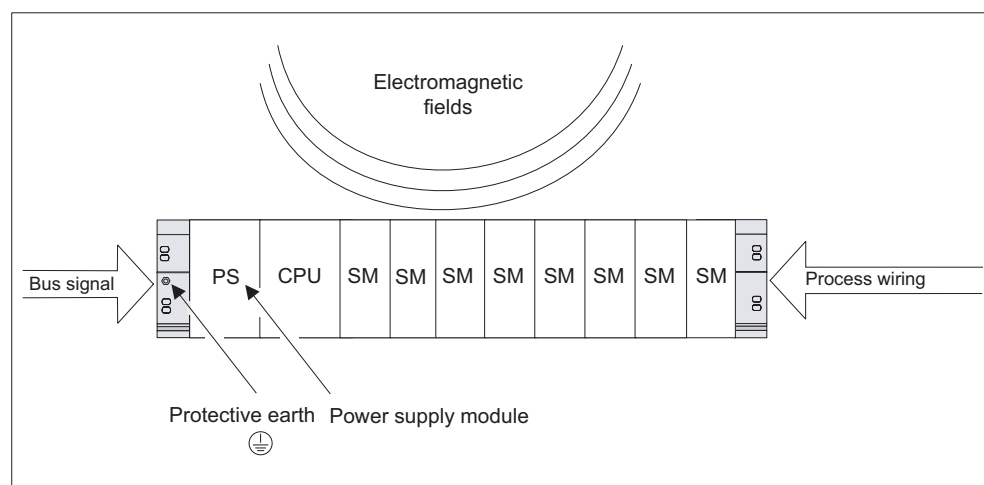 Electromagnetic
fields
Bus signal
PS
CPU
SM
SM
SM
SM
SM
SM
SM
SM
Process wiring
Protective earth
Power supply module